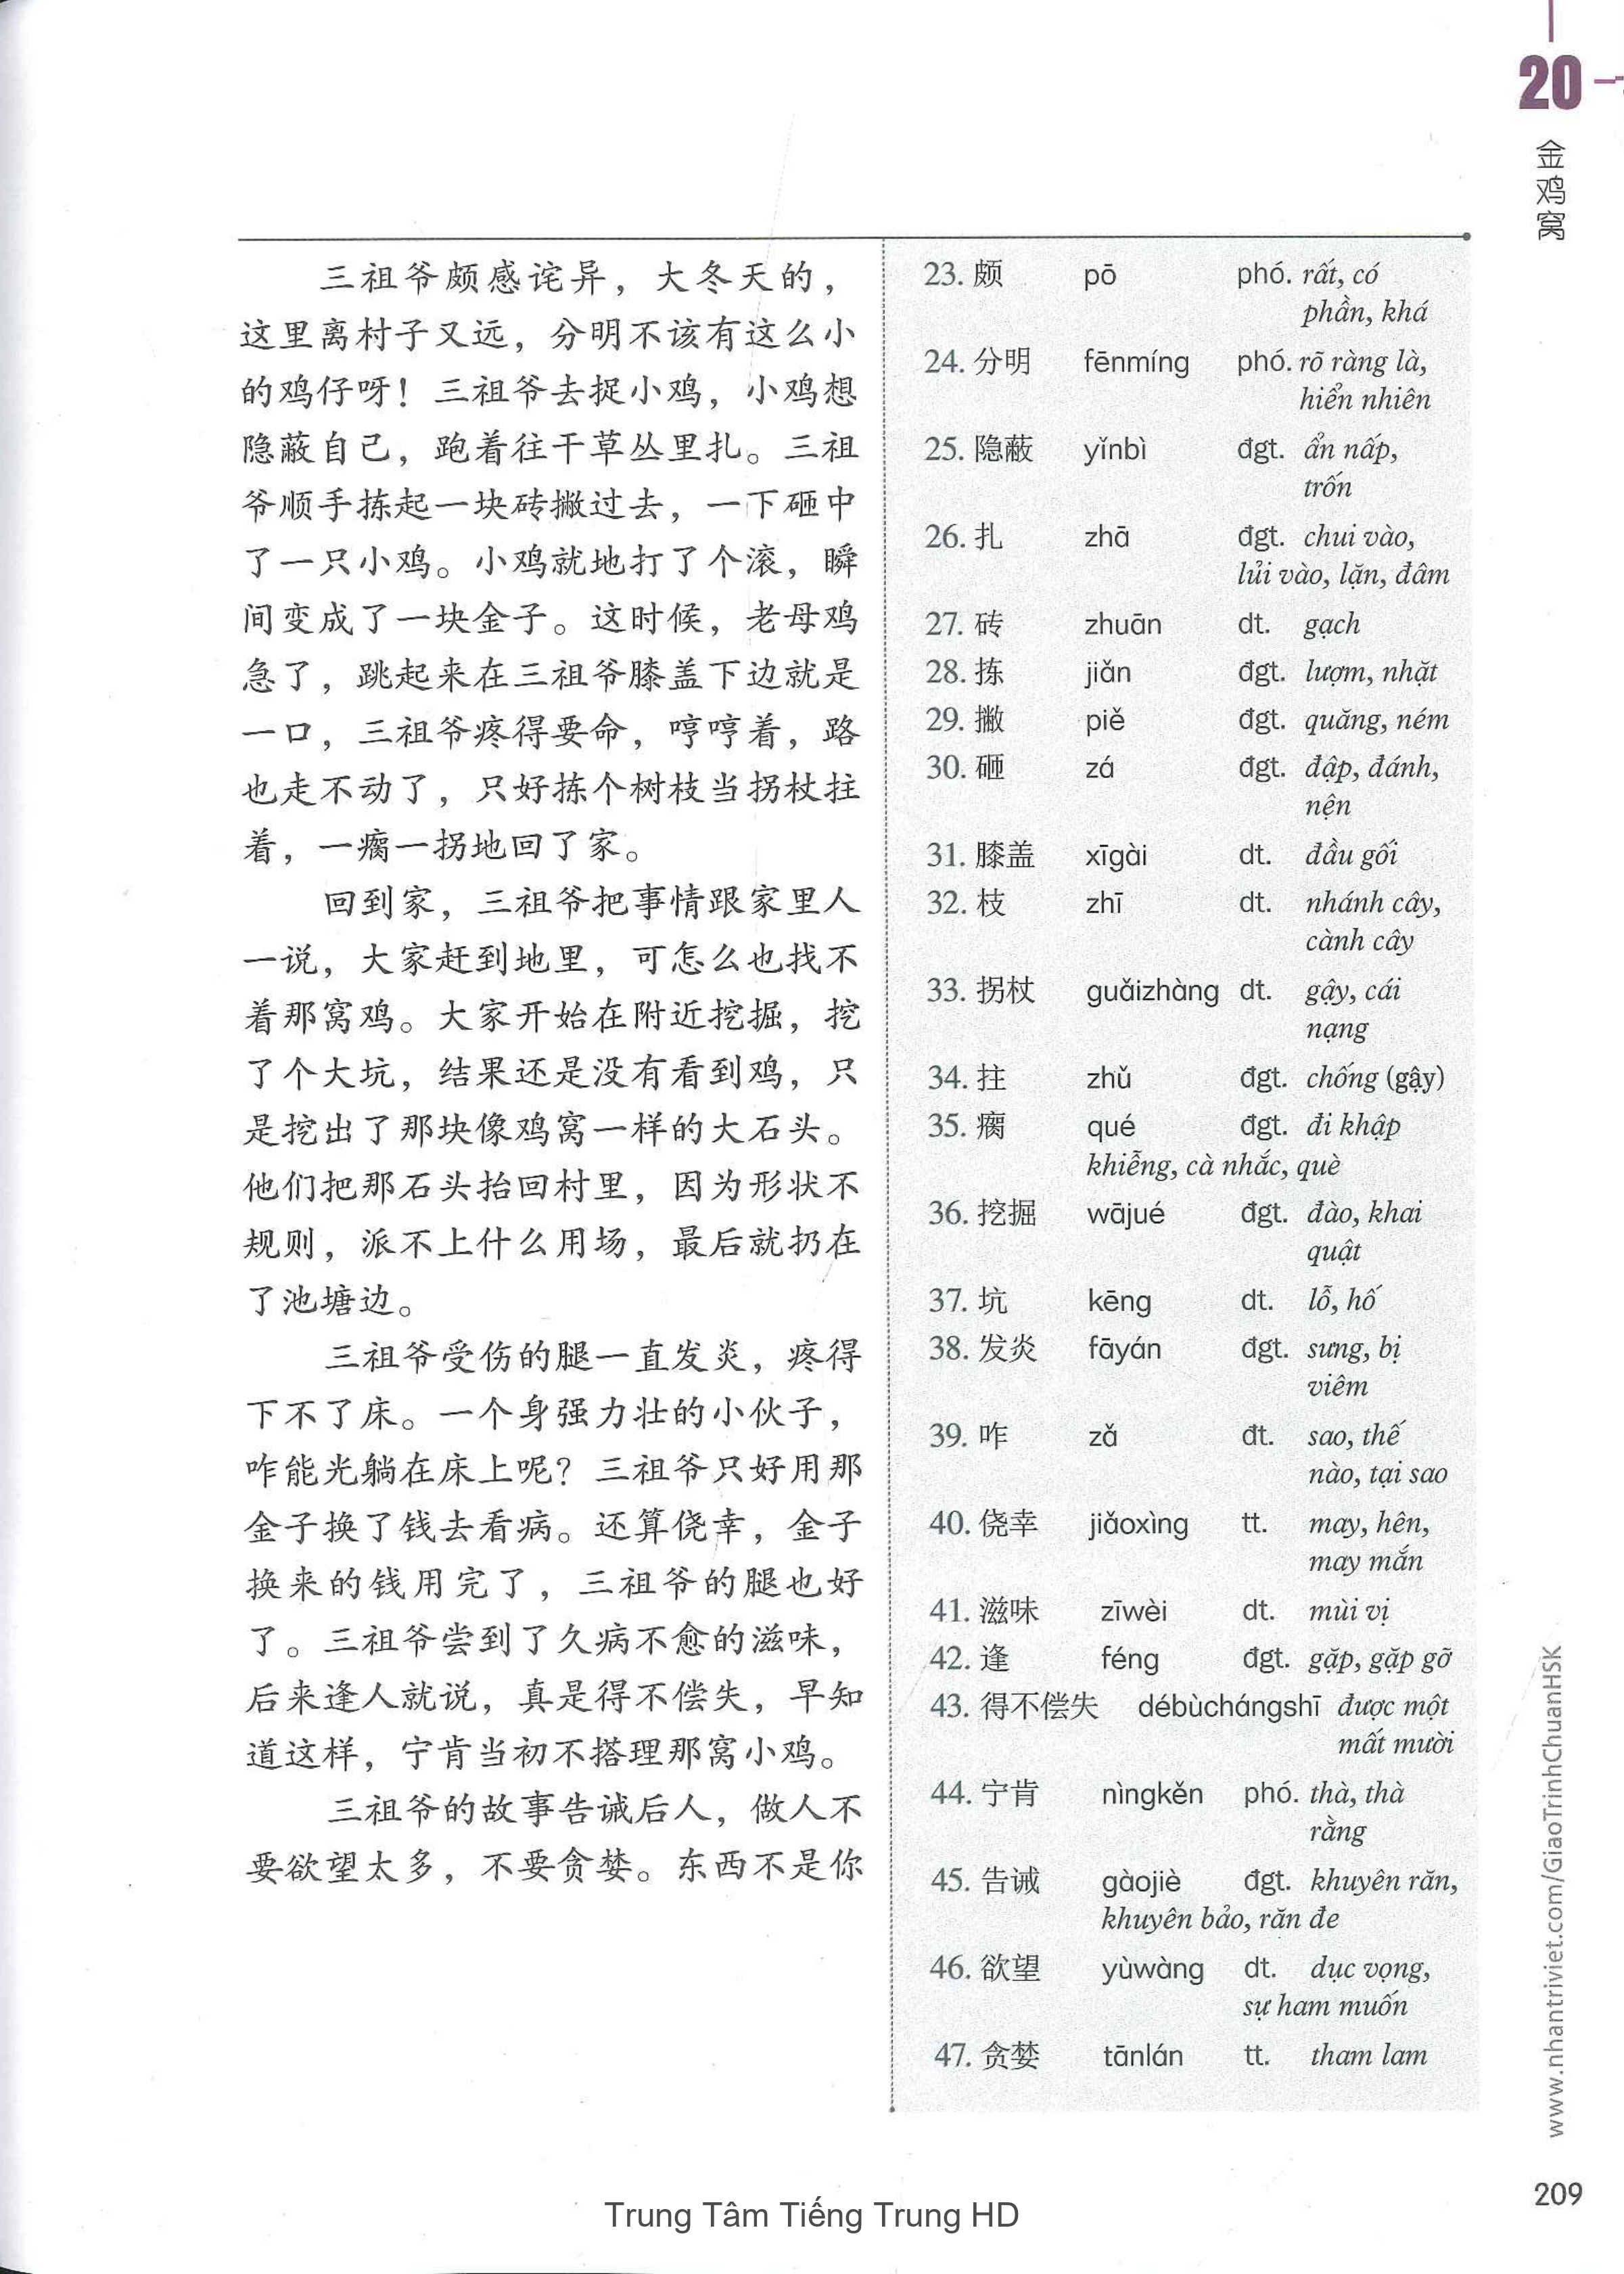 20
金鸡窝
三祖爷颇感诧异，大冬天的，
这里离村子又远，分明不该有这么小
的鸡仔呀！三祖爷去捉小鸡，小鸡想
隐蔽自己，跑着往干草丛里扎。三祖
爷顺手拣起一块砖撇过去，一下砸中
了一只小鸡。小鸡就地打了个滚，瞬
间变成了一块金子。这时候，老母鸡
急了，跳起来在三祖爷膝盖下边就是
一口，三祖爷疼得要命，哼哼着，路
也走不动了，只好拣个树枝当拐杖拄
着，一瘸一拐地回了家。
回到家，三祖爷把事情跟家里人
一说，大家赶到地里，可怎么也找不
着那窝鸡。大家开始在附近挖掘，挖
了个大坑，结果还是没有看到鸡，只
是挖出了那块像鸡窝一样的大石头。
他们把那石头抬回村里，因为形状不
规则，派不上什么用场，最后就扔在
了池塘边。
三祖爷受伤的腿一直发炎，疼得
下不了床。一个身强力壮的小伙子，
咋能光躺在床上呢？三祖爷只好用那
金子换了钱去看病。还算侥幸，金子
换来的钱用完了，三祖爷的腿也好
了。三祖爷尝到了久病不愈的滋味，
后来逢人就说，真是得不偿失，早知
道这样，宁肯当初不搭理那窝小鸡。
三祖爷的故事告诫后人，做人不
要欲望太多，不要贪婪。东西不是你
23. 颇 pō phó. rất, có
phần, khá
24. 分明 fēnmíng phó. rõ ràng là,
hiển nhiên
25. 隐蔽 yǐnbì đgt. ẩn nấp,
trốn
26. 扎 zhā đgt. chui vào,
lủi vào, lặn, đâm
27. 砖 zhuān dt. gạch
28. 拣 jiǎn đgt. lượm, nhặt
29. 撇 piě đgt. quăng, ném
30. 砸 zá đgt. đập, đánh,
nện
31. 膝盖 xīgài dt. đầu gối
32. 枝 zhī dt. nhánh cây,
cành cây
33. 拐杖 guǎizhàng dt. gậy, cái
nạng
34. 拄 zhǔ đgt. chống (gậy)
35. 瘸 qué đgt. đi khập
khiễng, cà nhắc, què
36. 挖掘 wājué đgt. đào, khai
quật
37. 坑 kēng dt. lỗ, hố
38. 发炎 fāyán đgt. sưng, bị
viêm
39. 咋 zǎ đt. sao, thế
nào, tại sao
40. 侥幸 jiǎoxìng tt. may, hên,
may mắn
41. 滋味 zīwèi dt. mùi vị
42. 逢 féng đgt. gặp, gặp gỡ
43. 得不偿失 débùchángshī được một
mất mười
44. 宁肯 nìngkěn phó. thà, thà
rằng
45. 告诫 gàojiè đgt. khuyên răn,
khuyên bảo, răn đe
46. 欲望 yùwàng dt. dục vọng,
sự ham muốn
47. 贪婪 tānlán tt. tham lam
www.nhantriviet.com/GiaoTrinhChuanHSK
209
Trung Tâm Tiếng Trung HD